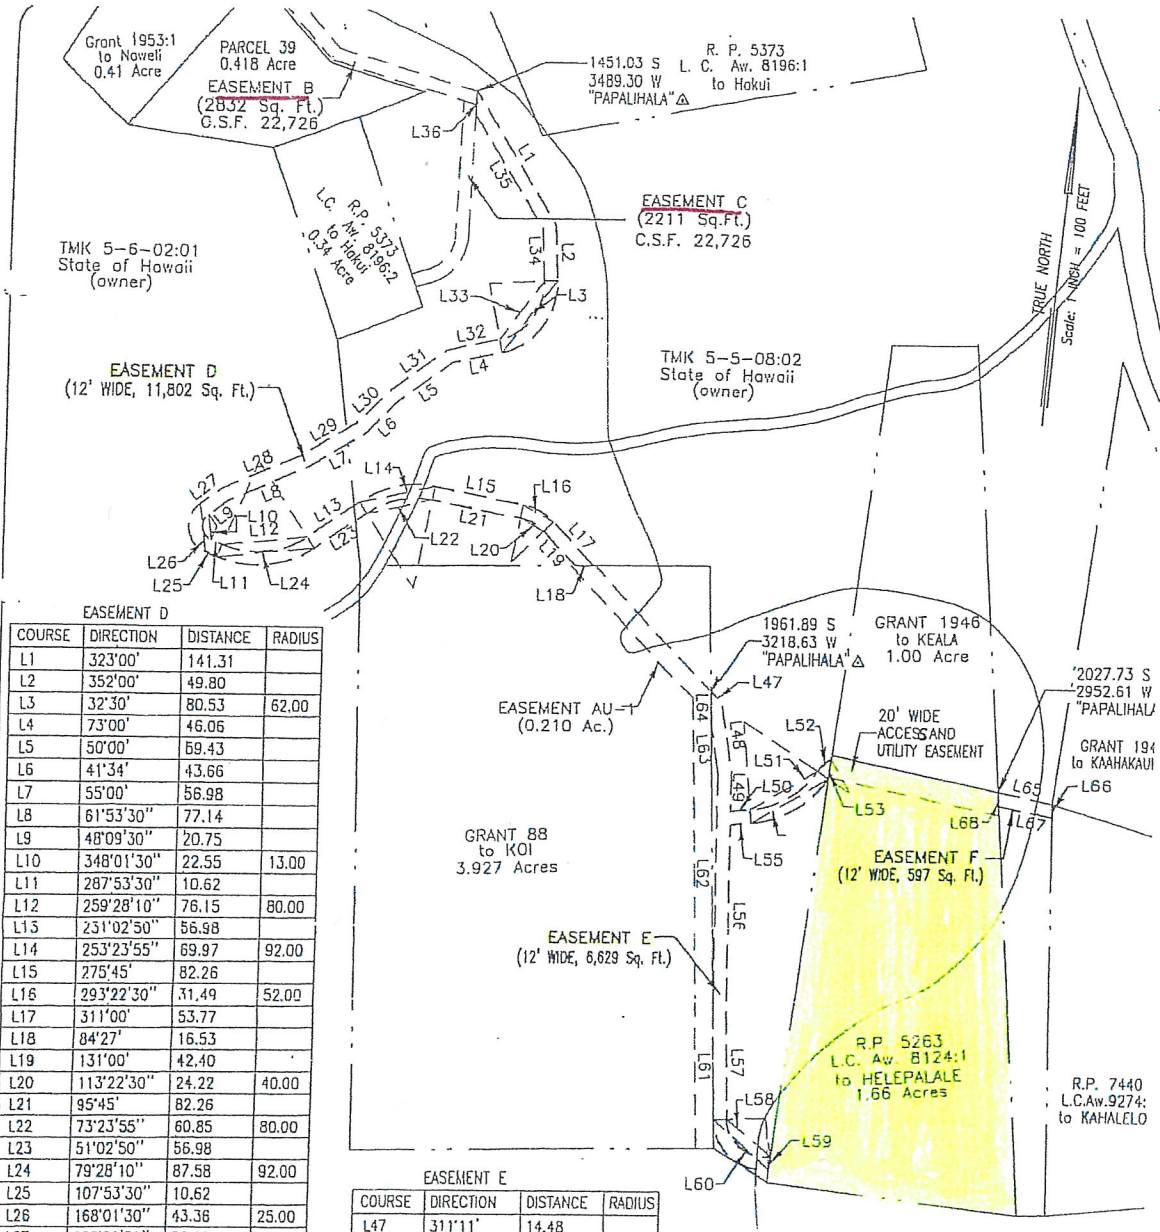 Grant 1953:1
to Naweli
0.41 Acre
PARCEL 39
0.418 Acre
EASEMENT B
(2832 Sq. Ft.)
C.S.F. 22,726
1451.03 S
3489.30 W
"PAPALIHALA"
R. P. 5373
L. C. Aw. 8196:1
to Hakui
L36
L1
L35
R.P. 5373
L.C. Aw. 8196:2
to Hakui
0.34 Acre
EASEMENT C
(2211 Sq.Ft.)
C.S.F. 22,726
TMK 5-6-02:01
State of Hawaii
(owner)
L34
L2
L33
L3
L32
L4
L31
L5
TRUE NORTH
Scale: 1 INCH = 100 FEET
TMK 5-5-08:02
State of Hawaii
(owner)
EASEMENT D
(12' WIDE, 11,802 Sq. Ft.)
L30
L6
L29
L7
L28
L8
L27
L9
L10
L12
L13
L23
L14
L15
L21
L16
L22
L20
L17
L19
L18
L26
L25
L11
L24
EASEMENT D
COURSE DIRECTION DISTANCE RADIUS
L1 323°00' 141.31
L2 352°00' 49.80
L3 32°30' 80.53 62.00
L4 73°00' 46.06
L5 50°00' 69.43
L6 41°34' 43.66
L7 55°00' 56.98
L8 61°53'30" 77.14
L9 48°09'30" 20.75
L10 348°01'30" 22.55 13.00
L11 287°53'30" 10.62
L12 259°28'10" 76.15 80.00
L13 231°02'50" 56.98
L14 253°23'55" 69.97 92.00
L15 275°45' 82.26
L16 293°22'30" 31.49 52.00
L17 311°00' 53.77
L18 84°27' 16.53
L19 131°00' 42.40
L20 113°22'30" 24.22 40.00
L21 95°45' 82.26
L22 73°23'55" 60.85 80.00
L23 51°02'50" 56.98
L24 79°28'10" 87.58 92.00
L25 107°53'30" 10.62
L26 168°01'30" 43.36 25.00
1961.89 S
3218.63 W
"PAPALIHALA"
GRANT 1946
to KEALA
1.00 Acre
L47
EASEMENT AU-1
(0.210 Ac.)
L64
L63
L48
L49
L52
L51
L50
20' WIDE
ACCESS AND
UTILITY EASEMENT
2027.73 S
2952.61 W
"PAPALIHALA
GRANT 194
to KAAHAKAUI
L65
L66
L53
L68
L67
L55
GRANT 88
to KOI
3.927 Acres
EASEMENT F
(12' WIDE, 597 Sq. Ft.)
L62
L56
EASEMENT E
(12' WIDE, 6,629 Sq. Ft.)
R.P. 5263
L.C. Aw. 8124:1
to HELEPALALE
1.66 Acres
L61
L57
L58
L59
L60
R.P. 7440
L.C.Aw.9274:
to KAHALELO
EASEMENT E
COURSE DIRECTION DISTANCE RADIUS
L47 311°11' 14.48